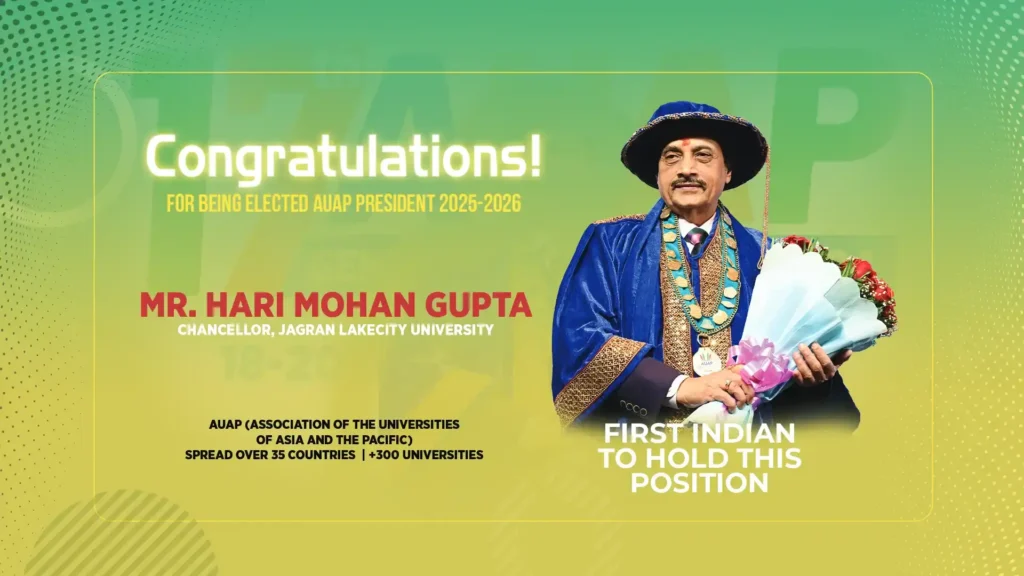 Congratulations!
FOR BEING ELECTED AUAP PRESIDENT 2025-2026
MR. HARI MOHAN GUPTA
CHANCELLOR, JAGRAN LAKECITY UNIVERSITY
AUAP (ASSOCIATION OF THE UNIVERSITIES
OF ASIA AND THE PACIFIC)
SPREAD OVER 35 COUNTRIES | +300 UNIVERSITIES
FIRST INDIAN
TO HOLD THIS
POSITION